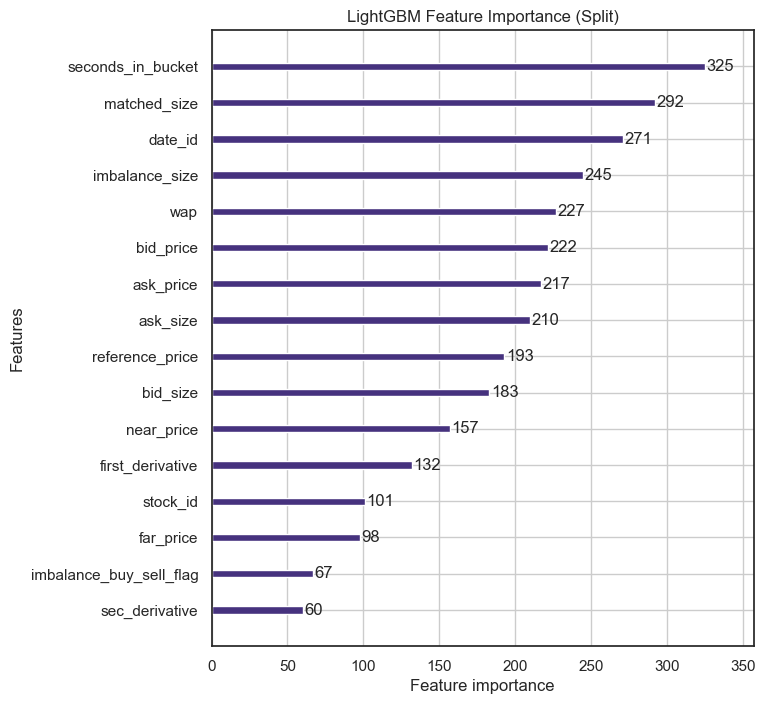 LightGBM Feature Importance (Split)
Features
seconds_in_bucket 325
matched_size 292
date_id 271
imbalance_size 245
wap 227
bid_price 222
ask_price 217
ask_size 210
reference_price 193
bid_size 183
near_price 157
first_derivative 132
stock_id 101
far_price 98
imbalance_buy_sell_flag 67
sec_derivative 60
0 50 100 150 200 250 300 350
Feature importance